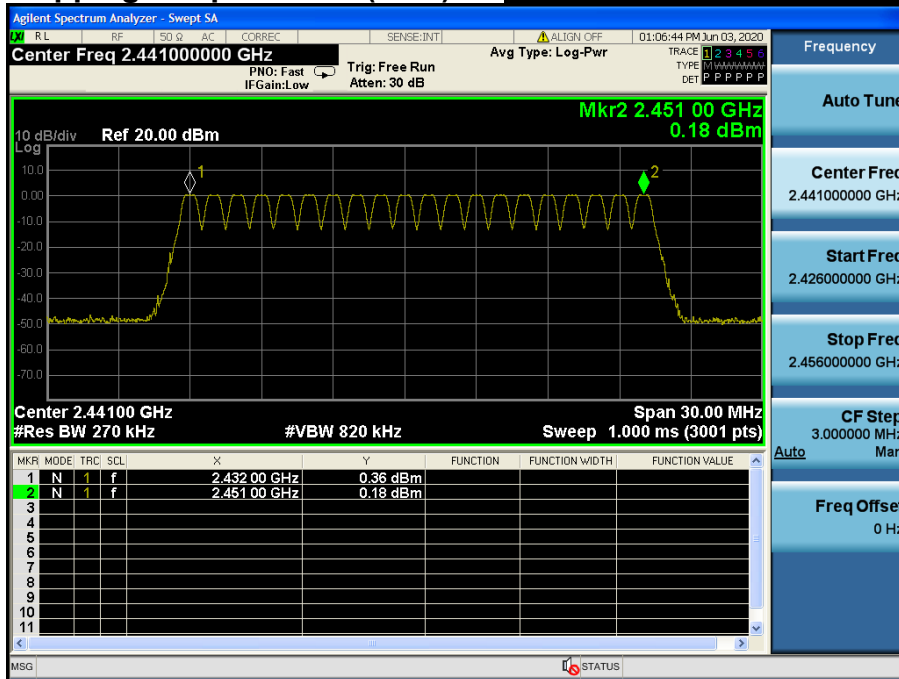 Agilent Spectrum Analyzer - Swept SA
LXI RL RF 50 Ω AC CORREC SENSE:INT ALIGN OFF 01:06:44 PM Jun 03, 2020
Center Freq 2.441000000 GHz
PNO: Fast
IFGain:Low
Trig: Free Run
Atten: 30 dB
Avg Type: Log-Pwr
TRACE 1 2 3 4 5 6
TYPE M
DET P P P P P P
Mkr2 2.451 00 GHz
0.18 dBm
10 dB/div Ref 20.00 dBm
Log
10.0
0.00
-10.0
-20.0
-30.0
-40.0
-50.0
-60.0
-70.0
1
2
Center 2.44100 GHz Span 30.00 MHz
#Res BW 270 kHz #VBW 820 kHz Sweep 1.000 ms (3001 pts)
MKR MODE TRC SCL X Y FUNCTION FUNCTION WIDTH FUNCTION VALUE
1 N 1 f 2.432 00 GHz 0.36 dBm
2 N 1 f 2.451 00 GHz 0.18 dBm
3
4
5
6
7
8
9
10
11
MSG STATUS
Frequency
Auto Tune
Center Freq
2.441000000 GHz
Start Freq
2.426000000 GHz
Stop Freq
2.456000000 GHz
CF Step
3.000000 MHz
Auto Man
Freq Offset
0 Hz